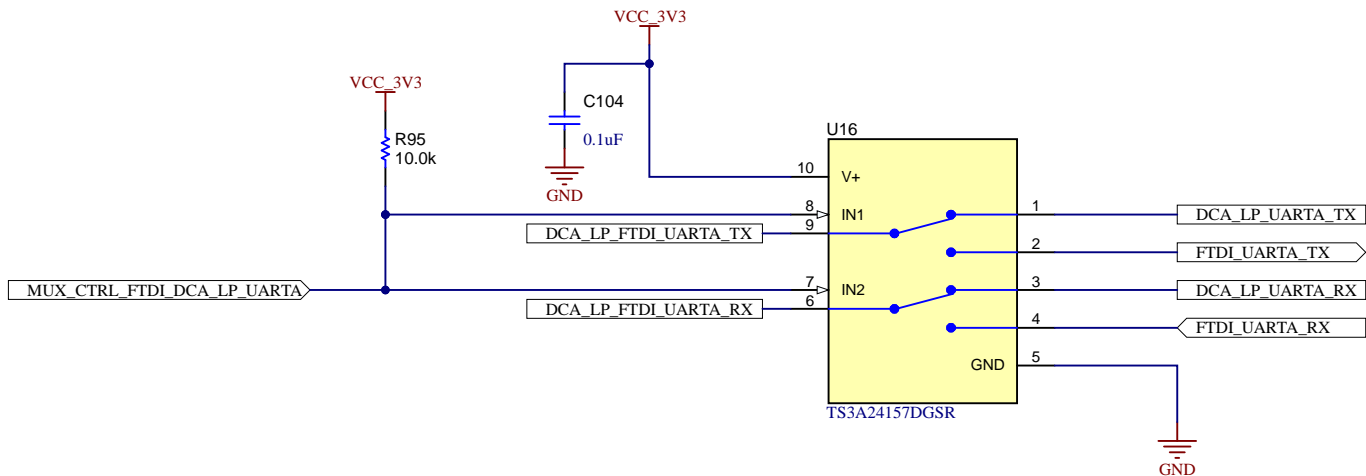 VCC_3V3
VCC_3V3
C104
0.1uF
R95
10.0k
GND
U16
10
V+
8
IN1
1
DCA_LP_UARTA_TX
DCA_LP_FTDI_UARTA_TX
9
2
FTDI_UARTA_TX
MUX_CTRL_FTDI_DCA_LP_UARTA
7
IN2
3
DCA_LP_UARTA_RX
DCA_LP_FTDI_UARTA_RX
6
4
FTDI_UARTA_RX
GND
5
TS3A24157DGSR
GND